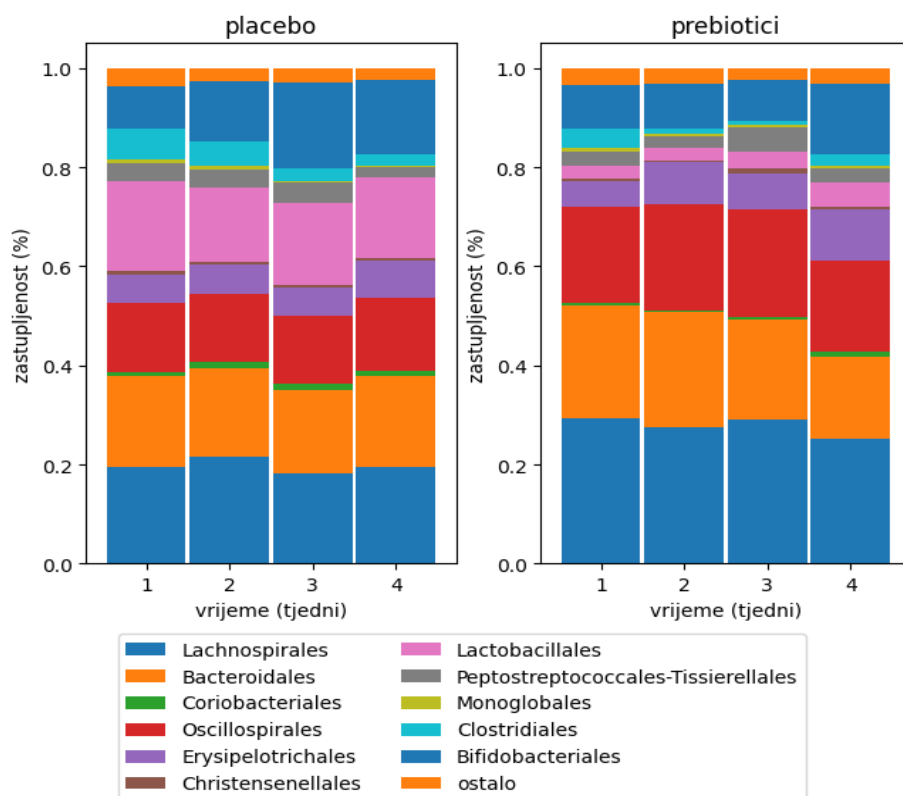 placebo
prebiotici
1.0
0.8
0.6
0.4
0.2
0.0
zastupljenost (%)
1 2 3 4
vrijeme (tjedni)
1.0
0.8
0.6
0.4
0.2
0.0
zastupljenost (%)
1 2 3 4
vrijeme (tjedni)
Lachnospirales
Bacteroidales
Coriobacteriales
Oscillospirales
Erysipelotrichales
Christensenellales
Lactobacillales
Peptostreptococcales-Tissierellales
Monoglobales
Clostridiales
Bifidobacteriales
ostalo